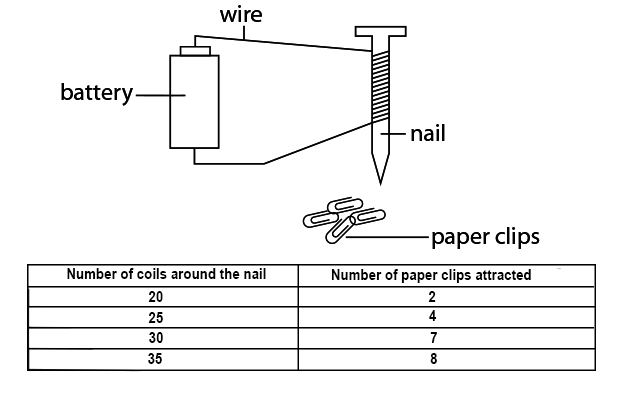 wire
battery
nail
paper clips
Number of coils around the nail Number of paper clips attracted
20 2
25 4
30 7
35 8